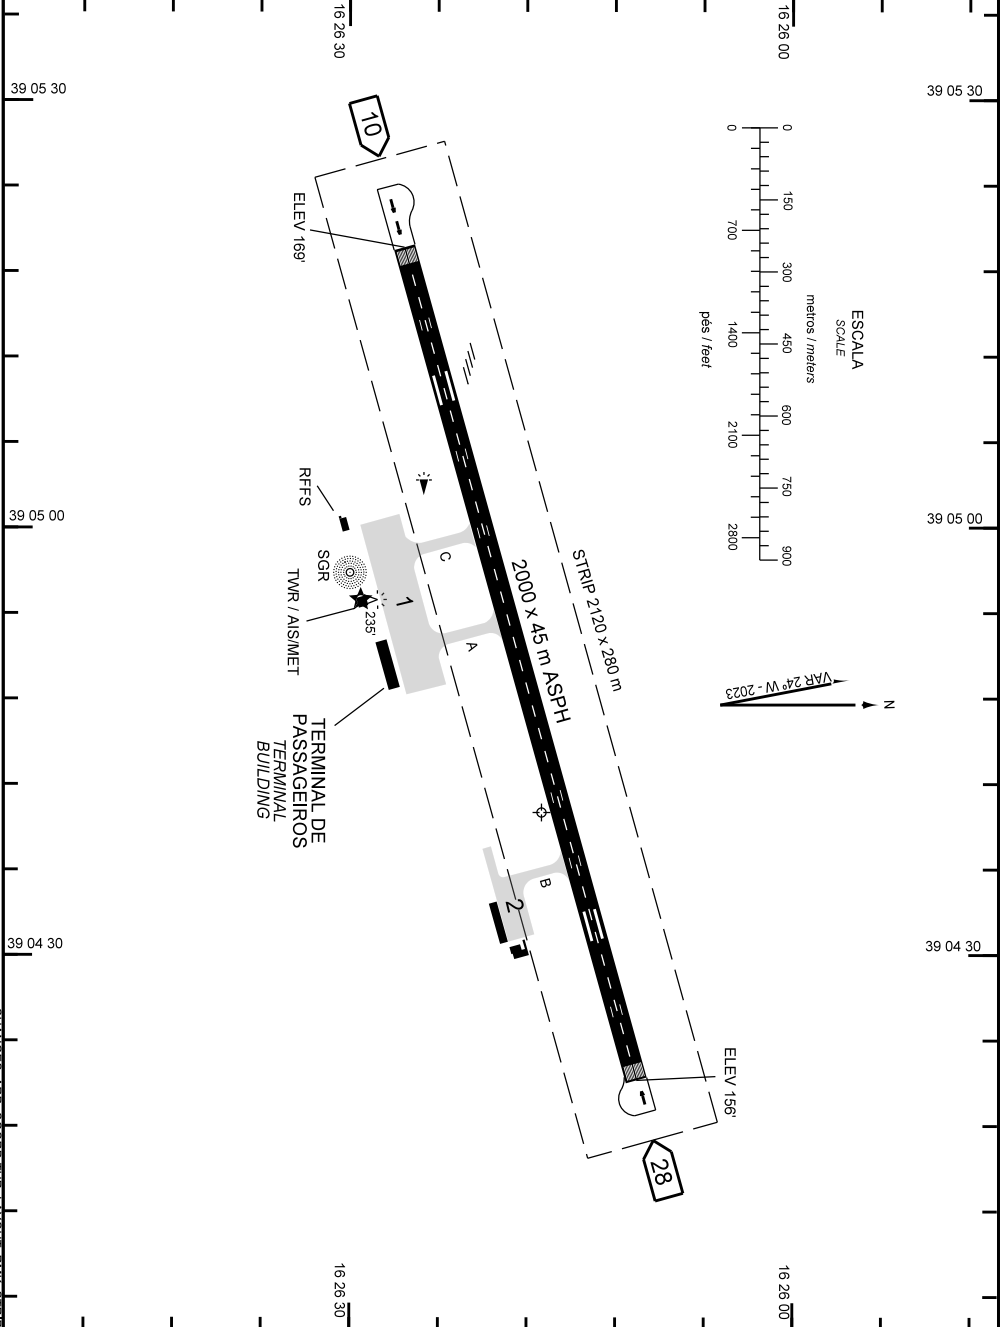 16 26 30
16 26 00
39 05 30
39 05 30
10
ELEV 169'
ESCALA
SCALE
metros / meters
0
150
300
450
600
750
900
0
700
1400
2100
2800
pés / feet
RFFS
39 05 00
39 05 00
SGR
TWR / AIS/MET
235'
1
C
A
2000 x 45 m ASPH
STRIP 2120 x 280 m
VAR 24º W - 2023
N
TERMINAL DE
PASSAGEIROS
TERMINAL
BUILDING
B
2
39 04 30
39 04 30
ELEV 156'
28
16 26 30
16 26 00